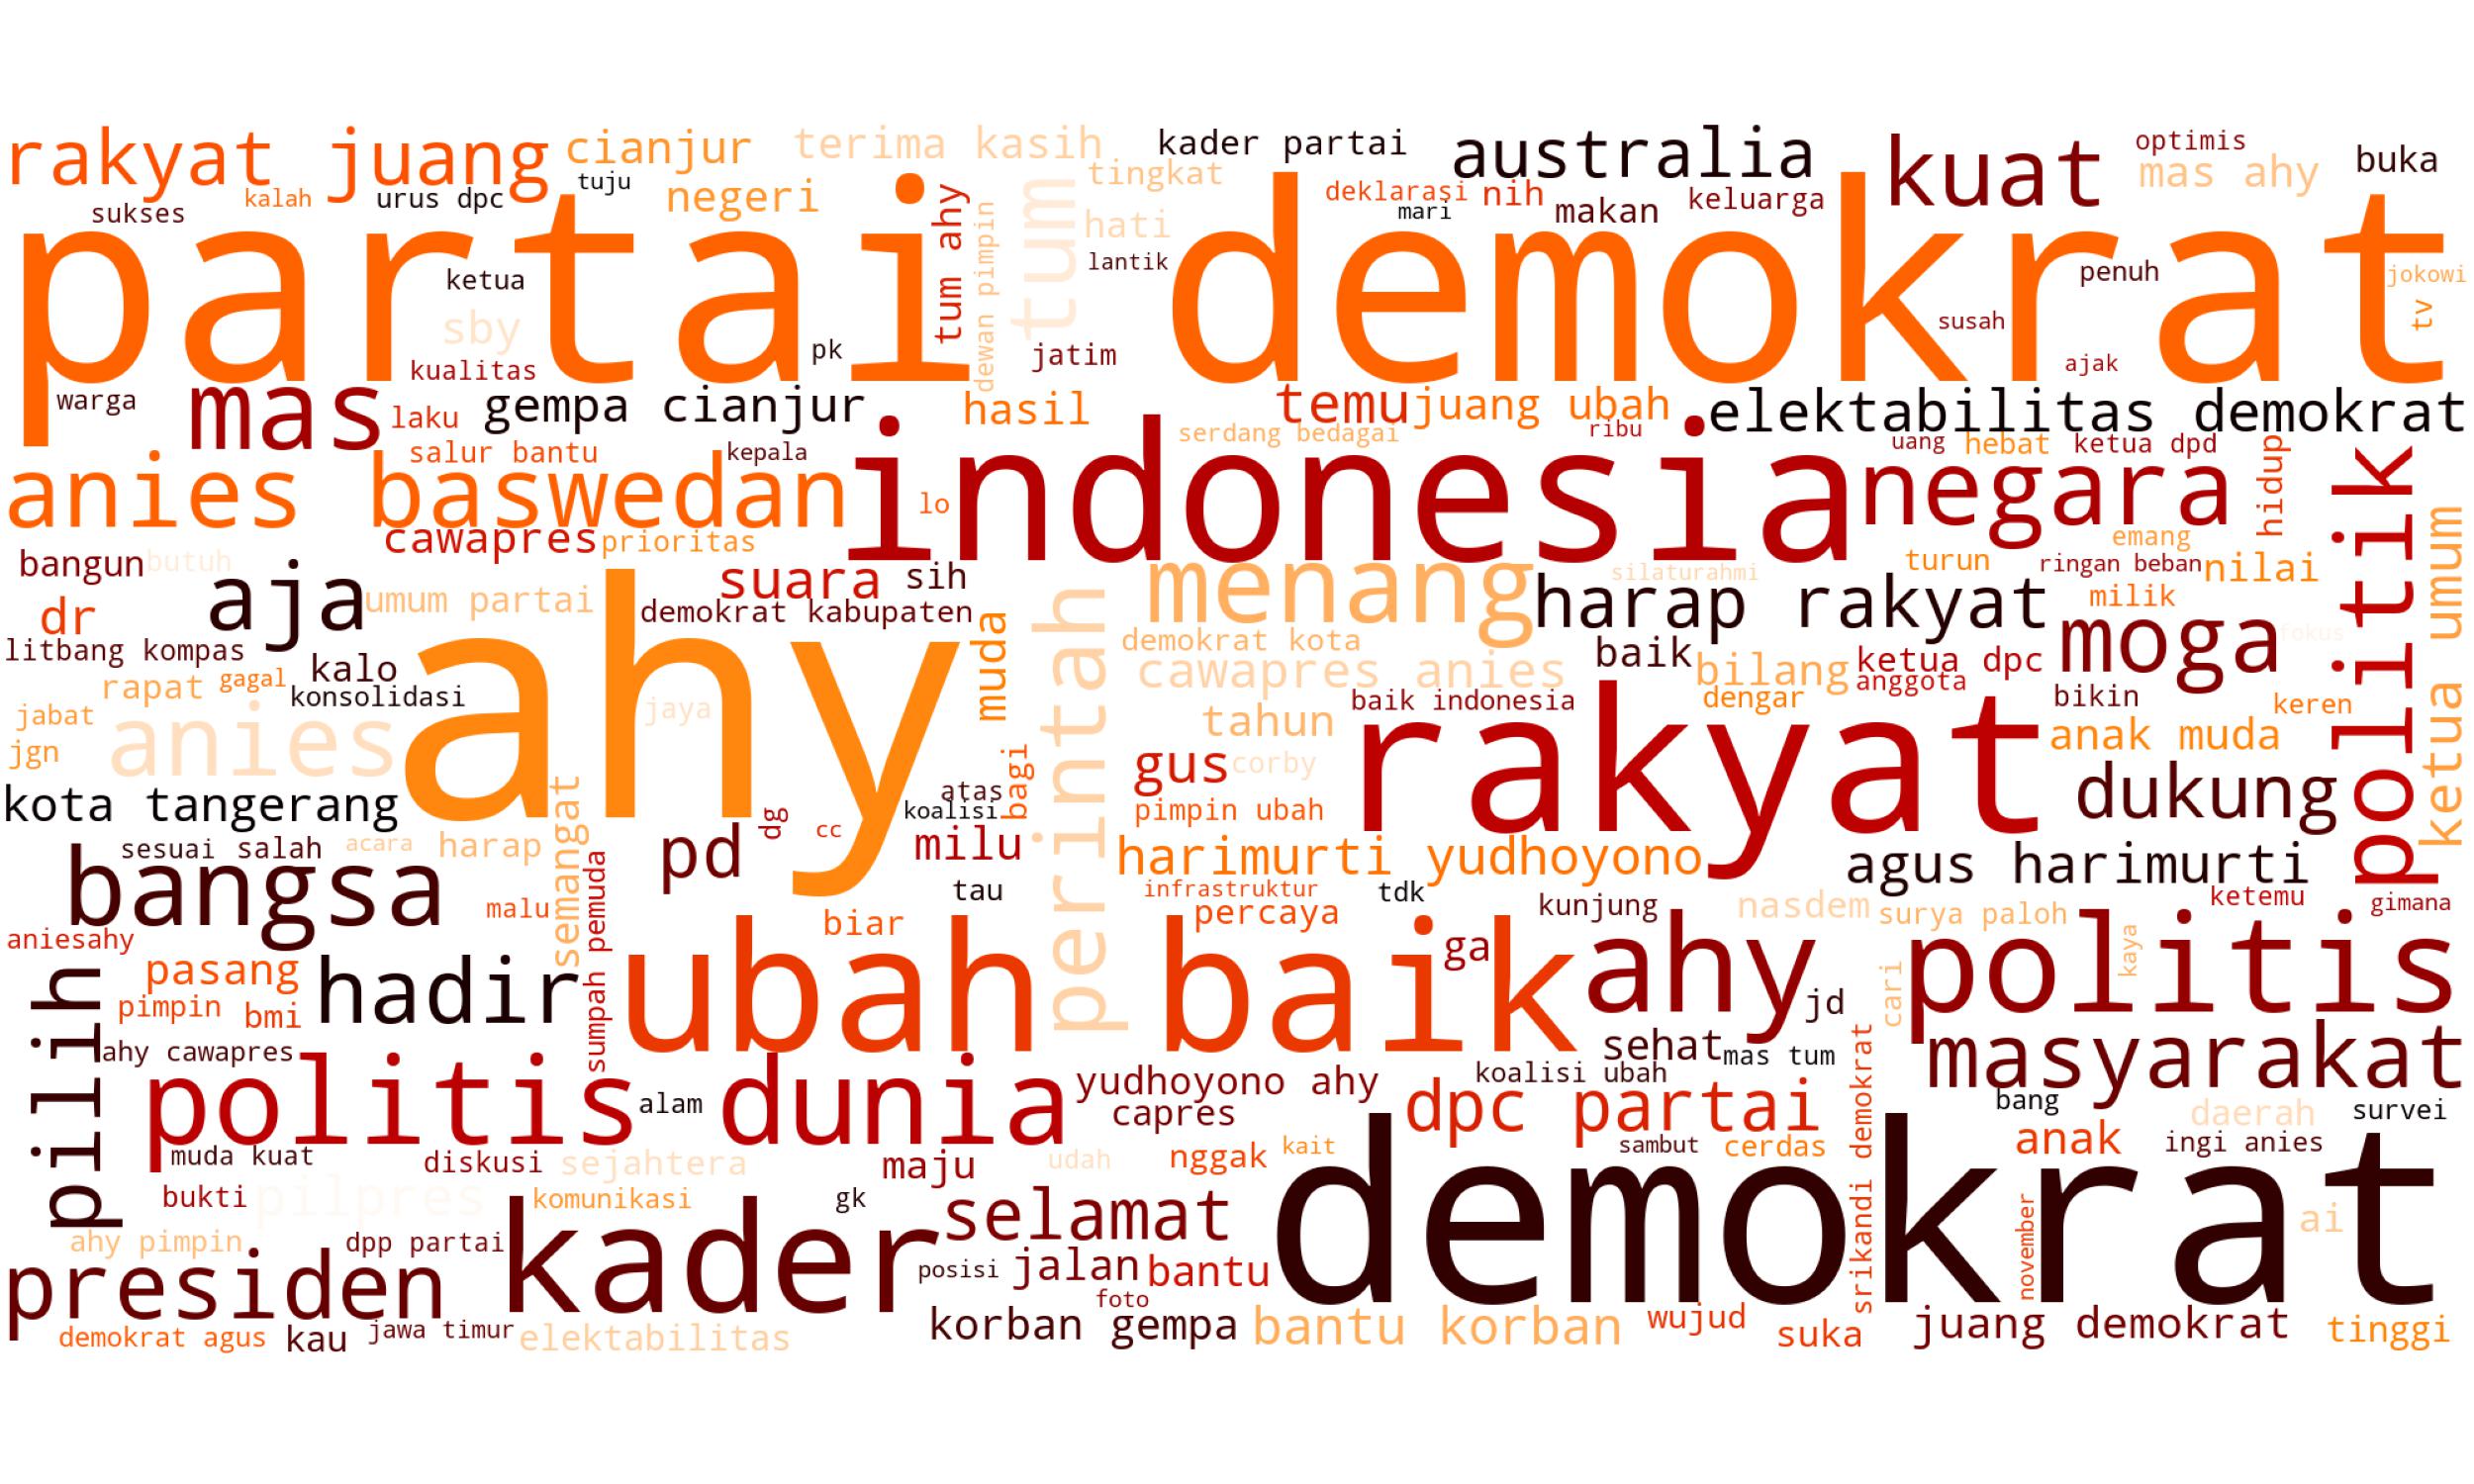 rakyat juang
cianjur
terima kasih
kader partai
australia
kuat
optimis
mas ahy
buka
sukses
kalah
urus dpc
tuju
negeri
tum ahy
dewan pimpin
tum
tingkat
hati
lantik
deklarasi
nih
mari
makan
keluarga
partai demokrat
ketua
sby
kualitas
pk
jatim
penuh
susah
ajak
jokowi
tv
warga
mas
laku
gempa cianjur
hasil
temu
juang ubah
elektabilitas demokrat
salur bantu
kepala
serdang bedagai
ribu
uang
hebat
ketua dpd
anies baswedan
lo
indonesia
negara
hidup
politik
ketua umum
cawapres
prioritas
emang
bangun
butuh
aja
suara
sih
menang
silaturahmi
turun
ringan beban
nilai
dr
umum partai
demokrat kabupaten
harap rakyat
milik
litbang kompas
kalo
ahy
muda
perintah
demokrat kota
baik
moga
fokus
rapat
gagal
konsolidasi
cawapres anies
bilang
ketua dpc
anggota
jabat
anies
jaya
baik indonesia
dengar
bikin
keren
jgn
tahun
rakyat
anak muda
gus
corby
bagi
kota tangerang
semangat
atas
koalisi
pimpin ubah
dukung
dg
cc
milu
sesuai
salah
acara
harap
pd
harimurti yudhoyono
agus harimurti
bangsa
malu
sumpah pemuda
tau
infrastruktur
tdk
kunjung
nasdem
surya paloh
ketemu
gimana
aniesahy
biar
percaya
pasang
hadir
ubah baik
ga
ahy
politis
kaya
cari
pilih
pimpin
bmi
jd
ahy cawapres
sehat
mas tum
masyarakat
politis dunia
alam
yudhoyono ahy
koalisi ubah
srikandi demokrat
capres
dpc partai
bang
daerah
survei
muda kuat
diskusi
sejahtera
maju
udah
nggak
kait
sambut
cerdas
anak
ingi anies
bukti
pilpres
komunikasi
gk
selamat
demokrat
november
ai
ahy pimpin
dpp partai
presiden
kader
posisi
jalan
bantu
foto
demokrat agus
kau
jawa timur
elektabilitas
korban gempa
bantu korban
wujud
suka
juang demokrat
tinggi